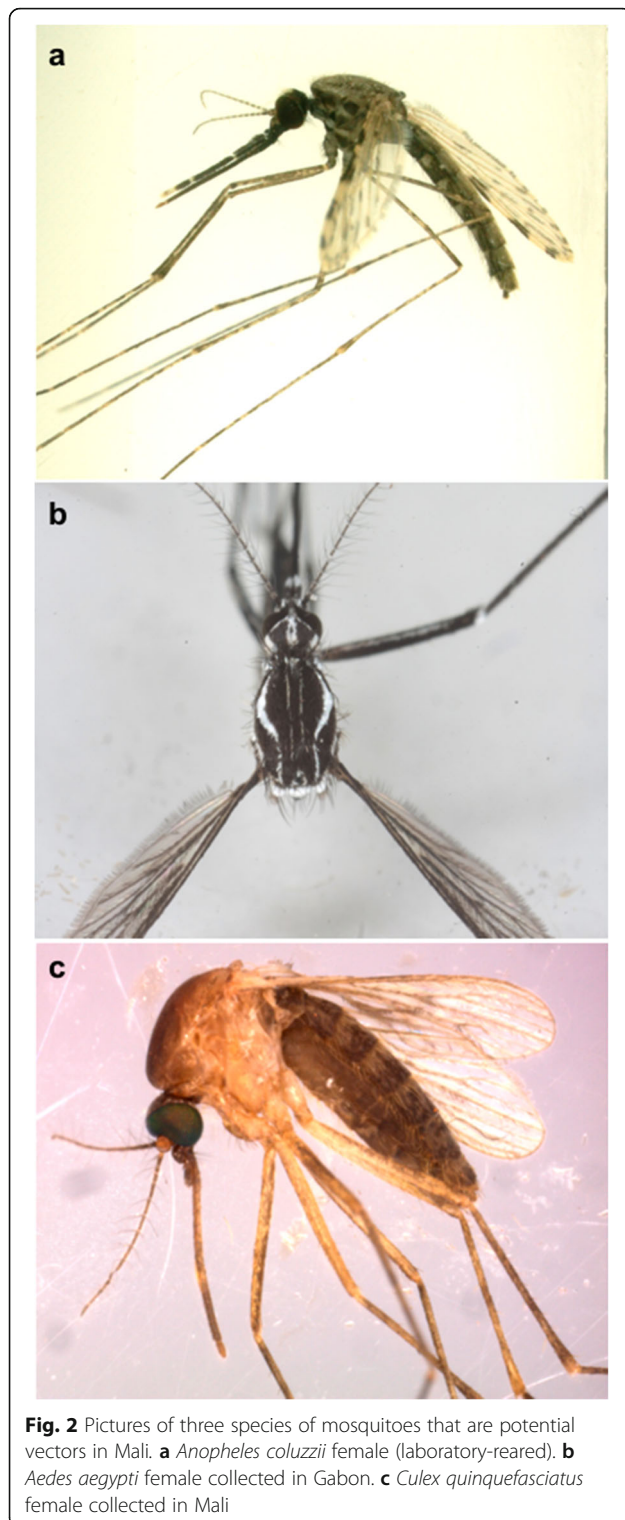 a
b
c
Fig. 2 Pictures of three species of mosquitoes that are potential
vectors in Mali. a Anopheles coluzzii female (laboratory-reared). b
Aedes aegypti female collected in Gabon. c Culex quinquefasciatus
female collected in Mali